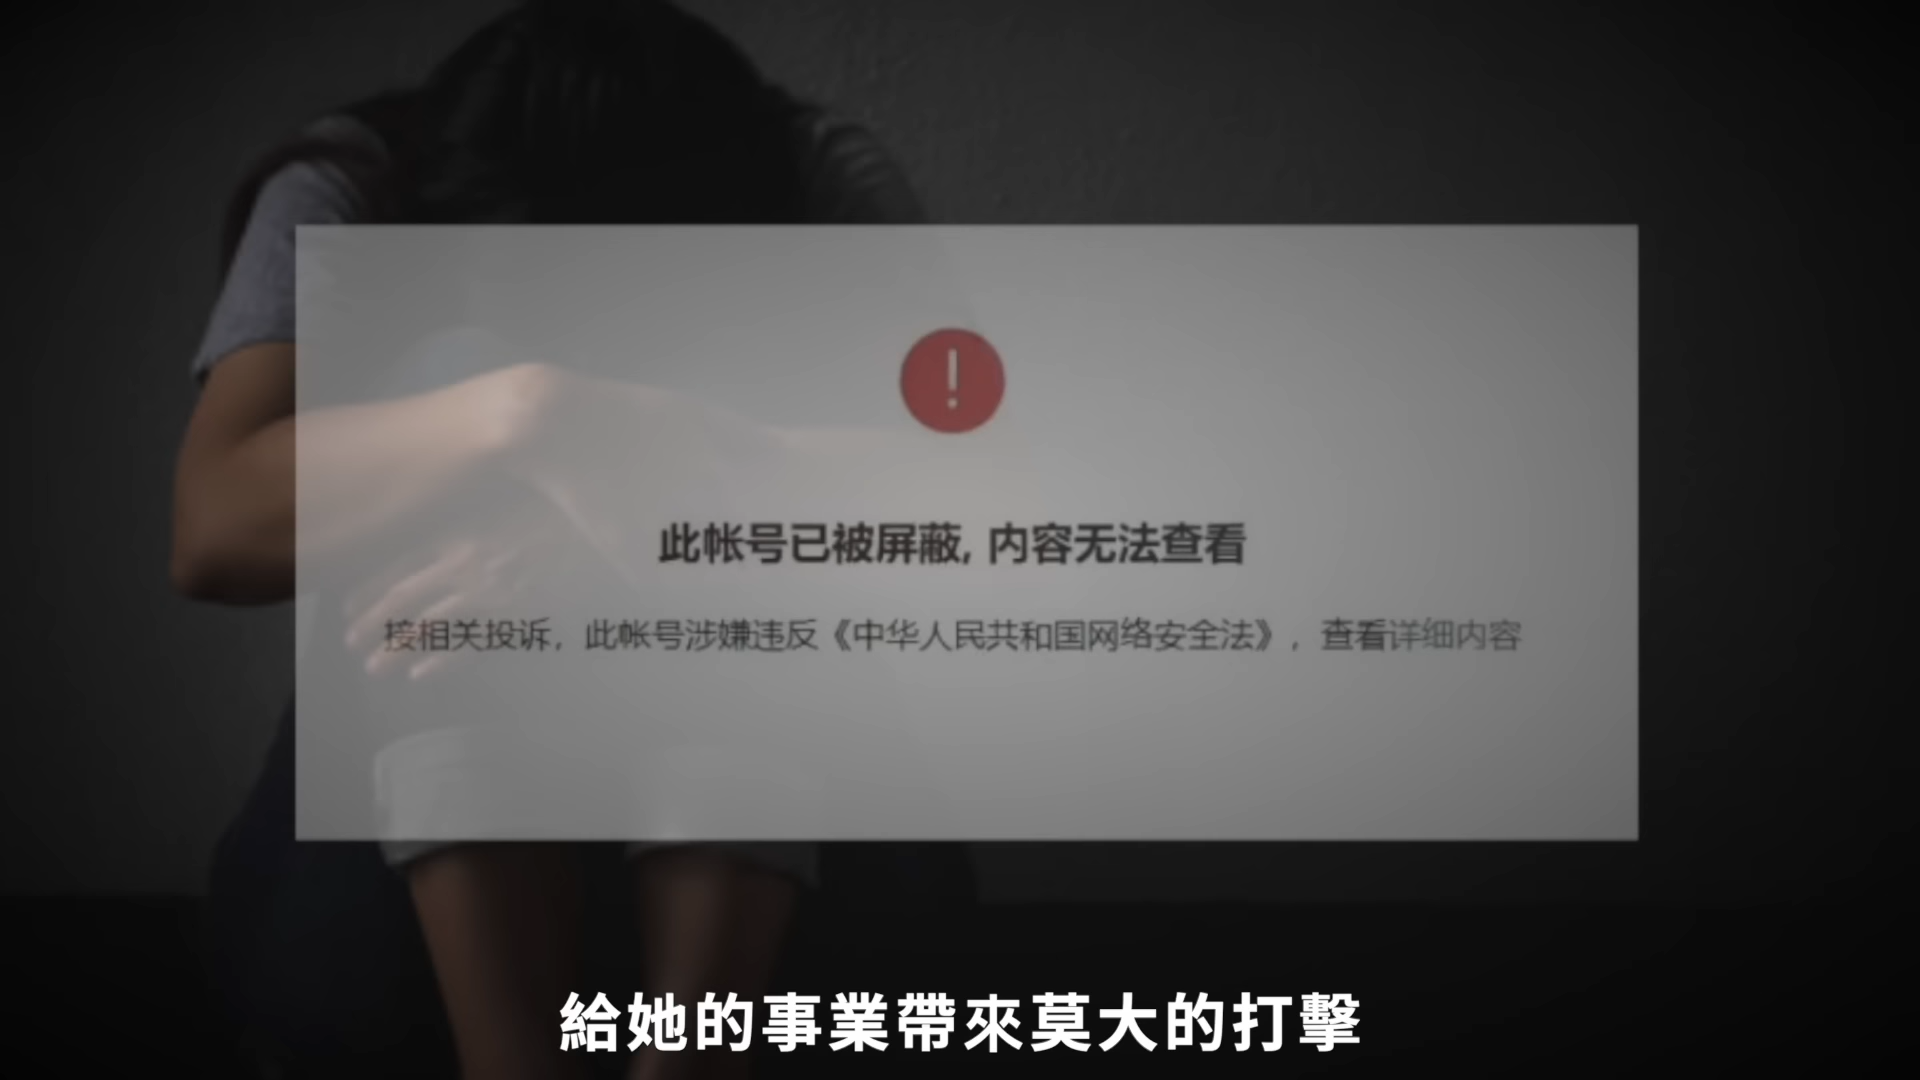 此帐号已被屏蔽, 内容无法查看
接相关投诉，此帐号涉嫌违反《中华人民共和国网络安全法》，查看详细内容
給她的事業帶來莫大的打擊